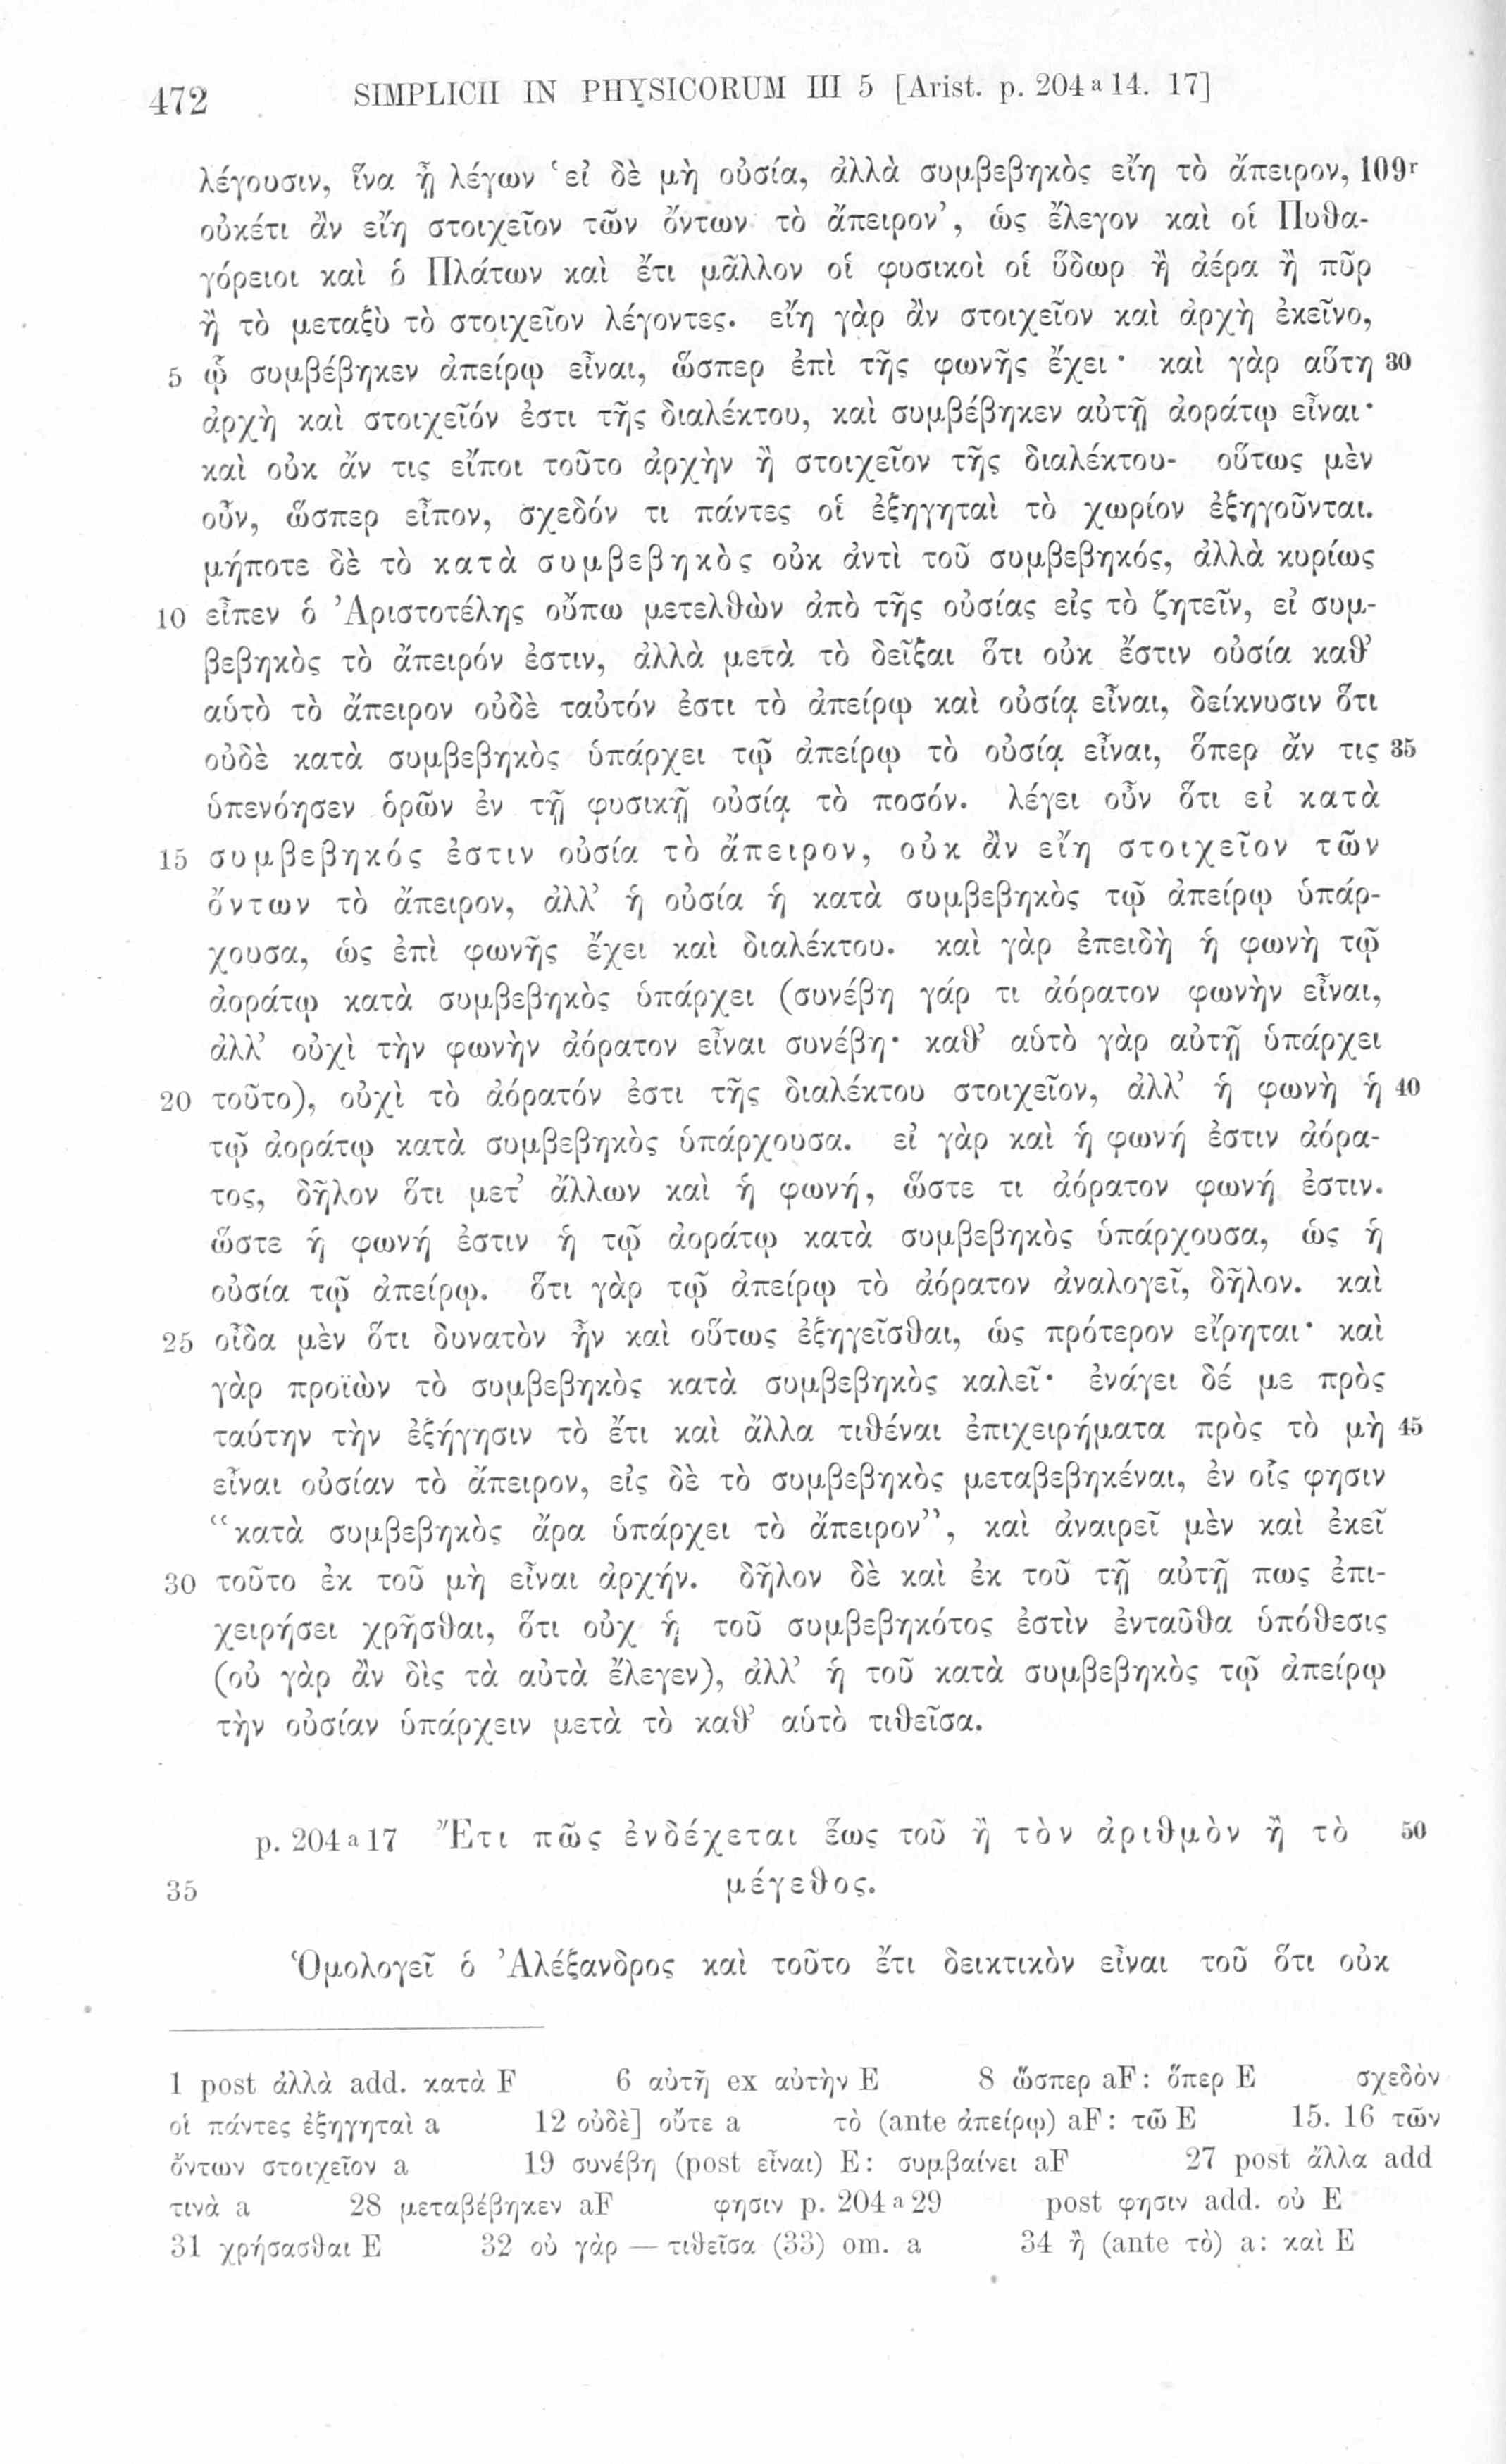 472 SIMPLICII IN PHYSICORUM III 5 [Arist. p. 204 a 14. 17]
λέγουσιν, ἵνα ᾖ λέγων ‘εἰ δὲ μὴ οὐσία, ἀλλὰ συμβεβηκὸς εἴη τὸ ἄπειρον, 109r
οὐκέτι ἂν εἴη στοιχεῖον τῶν ὄντων τὸ ἄπειρον’, ὡς ἔλεγον καὶ οἱ Πυθα-
γόρειοι καὶ ὁ Πλάτων καὶ ἔτι μᾶλλον οἱ φυσικοὶ οἱ ὕδωρ ἢ ἀέρα ἢ πῦρ
ἢ τὸ μεταξὺ τὸ στοιχεῖον λέγοντες. εἴη γὰρ ἂν στοιχεῖον καὶ ἀρχὴ ἐκεῖνο,
5 ᾧ συμβέβηκεν ἀπείρῳ εἶναι, ὥσπερ ἐπὶ τῆς φωνῆς ἔχει· καὶ γὰρ αὕτη 30
ἀρχὴ καὶ στοιχεῖόν ἐστι τῆς διαλέκτου, καὶ συμβέβηκεν αὐτῇ ἀοράτῳ εἶναι·
καὶ οὐκ ἄν τις εἴποι τοῦτο ἀρχὴν ἢ στοιχεῖον τῆς διαλέκτου- οὕτως μὲν
οὖν, ὥσπερ εἶπον, σχεδόν τι πάντες οἱ ἐξηγηταὶ τὸ χωρίον ἐξηγοῦνται.
μήποτε δὲ τὸ κατὰ συμβεβηκὸς οὐκ ἀντὶ τοῦ συμβεβηκός, ἀλλὰ κυρίως
10 εἶπεν ὁ Ἀριστοτέλης οὔπω μετελθὼν ἀπὸ τῆς οὐσίας εἰς τὸ ζητεῖν, εἰ συμ-
βεβηκὸς τὸ ἄπειρόν ἐστιν, ἀλλὰ μετὰ τὸ δεῖξαι ὅτι οὐκ ἔστιν οὐσία καθ’
αὑτὸ τὸ ἄπειρον οὐδὲ ταὐτόν ἐστι τὸ ἀπείρῳ καὶ οὐσίᾳ εἶναι, δείκνυσιν ὅτι
οὐδὲ κατὰ συμβεβηκὸς ὑπάρχει τῷ ἀπείρῳ τὸ οὐσίᾳ εἶναι, ὅπερ ἄν τις 35
ὑπενόησεν ὁρῶν ἐν τῇ φυσικῇ οὐσίᾳ τὸ ποσόν. λέγει οὖν ὅτι εἰ κατὰ
15 συμβεβηκός ἐστιν οὐσία τὸ ἄπειρον, οὐκ ἂν εἴη στοιχεῖον τῶν
ὄντων τὸ ἄπειρον, ἀλλ’ ἡ οὐσία ἡ κατὰ συμβεβηκὸς τῷ ἀπείρῳ ὑπάρ-
χουσα, ὡς ἐπὶ φωνῆς ἔχει καὶ διαλέκτου. καὶ γὰρ ἐπειδὴ ἡ φωνὴ τῷ
ἀοράτῳ κατὰ συμβεβηκὸς ὑπάρχει (συνέβη γάρ τι ἀόρατον φωνὴν εἶναι,
ἀλλ’ οὐχὶ τὴν φωνὴν ἀόρατον εἶναι συνέβη· καθ’ αὑτὸ γὰρ αὐτῇ ὑπάρχει
20 τοῦτο), οὐχὶ τὸ ἀόρατόν ἐστι τῆς διαλέκτου στοιχεῖον, ἀλλ’ ἡ φωνὴ ἡ 40
τῷ ἀοράτῳ κατὰ συμβεβηκὸς ὑπάρχουσα. εἰ γὰρ καὶ ἡ φωνή ἐστιν ἀόρα-
τος, δῆλον ὅτι μετ’ ἄλλων καὶ ἡ φωνή, ὥστε τι ἀόρατον φωνή ἐστιν.
ὥστε ἡ φωνή ἐστιν ἡ τῷ ἀοράτῳ κατὰ συμβεβηκὸς ὑπάρχουσα, ὡς ἡ
οὐσία τῷ ἀπείρῳ. ὅτι γὰρ τῷ ἀπείρῳ τὸ ἀόρατον ἀναλογεῖ, δῆλον. καὶ
25 οἶδα μὲν ὅτι δυνατὸν ἦν καὶ οὕτως ἐξηγεῖσθαι, ὡς πρότερον εἴρηται· καὶ
γὰρ προϊὼν τὸ συμβεβηκὸς κατὰ συμβεβηκὸς καλεῖ· ἐνάγει δέ με πρὸς
ταύτην τὴν ἐξήγησιν τὸ ἔτι καὶ ἄλλα τιθέναι ἐπιχειρήματα πρὸς τὸ μὴ 45
εἶναι οὐσίαν τὸ ἄπειρον, εἰς δὲ τὸ συμβεβηκὸς μεταβεβηκέναι, ἐν οἷς φησιν
“κατὰ συμβεβηκὸς ἄρα ὑπάρχει τὸ ἄπειρον”, καὶ ἀναιρεῖ μὲν καὶ ἐκεῖ
30 τοῦτο ἐκ τοῦ μὴ εἶναι ἀρχήν. δῆλον δὲ καὶ ἐκ τοῦ τῇ αὐτῇ πως ἐπι-
χειρήσει χρῆσθαι, ὅτι οὐχ ἡ τοῦ συμβεβηκότος ἐστὶν ἐνταῦθα ὑπόθεσις
(οὐ γὰρ ἂν δὶς τὰ αὐτὰ ἔλεγεν), ἀλλ’ ἡ τοῦ κατὰ συμβεβηκὸς τῷ ἀπείρῳ
τὴν οὐσίαν ὑπάρχειν μετὰ τὸ καθ’ αὑτὸ τιθεῖσα.
p. 204 a 17 Ἔτι πῶς ἐνδέχεται ἕως τοῦ ἢ τὸν ἀριθμὸν ἢ τὸ 50
35 μέγεθος.
Ὁμολογεῖ ὁ Ἀλέξανδρος καὶ τοῦτο ἔτι δεικτικὸν εἶναι τοῦ ὅτι οὐκ
1 post ἀλλὰ add. κατὰ F 6 αὐτῇ ex αὐτὴν E 8 ὥσπερ aF: ὅπερ E σχεδὸν
οἱ πάντες ἐξηγηταὶ a 12 οὐδὲ] οὔτε a τὸ (ante ἀπείρῳ) aF: τῶ E 15. 16 τῶν
ὄντων στοιχεῖον a 19 συνέβη (post εἶναι) E: συμβαίνει aF 27 post ἄλλα add
τινὰ a 28 μεταβέβηκεν aF φησιν p. 204 a 29 post φησιν add. οὐ E
31 χρήσασθαι E 32 οὐ γὰρ — τιθεῖσα (33) om. a 34 ἢ (ante τὸ) a: καὶ E